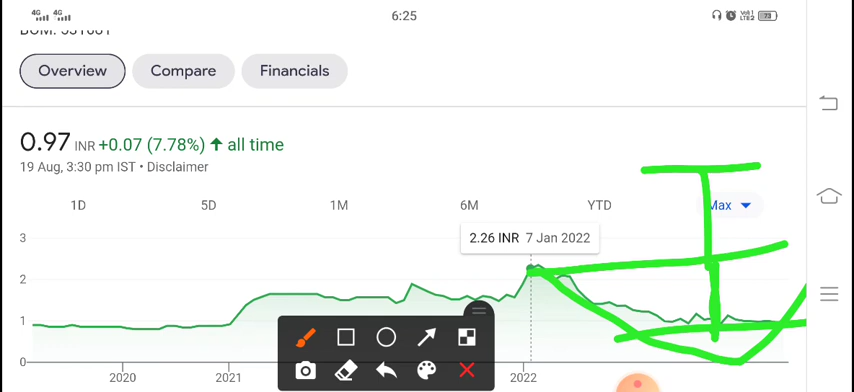 4G 4G 6:25 Vo1) LTE2 73
Overview Compare Financials
0.97 INR +0.07 (7.78%) ↑ all time
19 Aug, 3:30 pm IST • Disclaimer
1D 5D 1M 6M YTD Max
2.26 INR 7 Jan 2022
3
2
1
0
2020 2021 2022